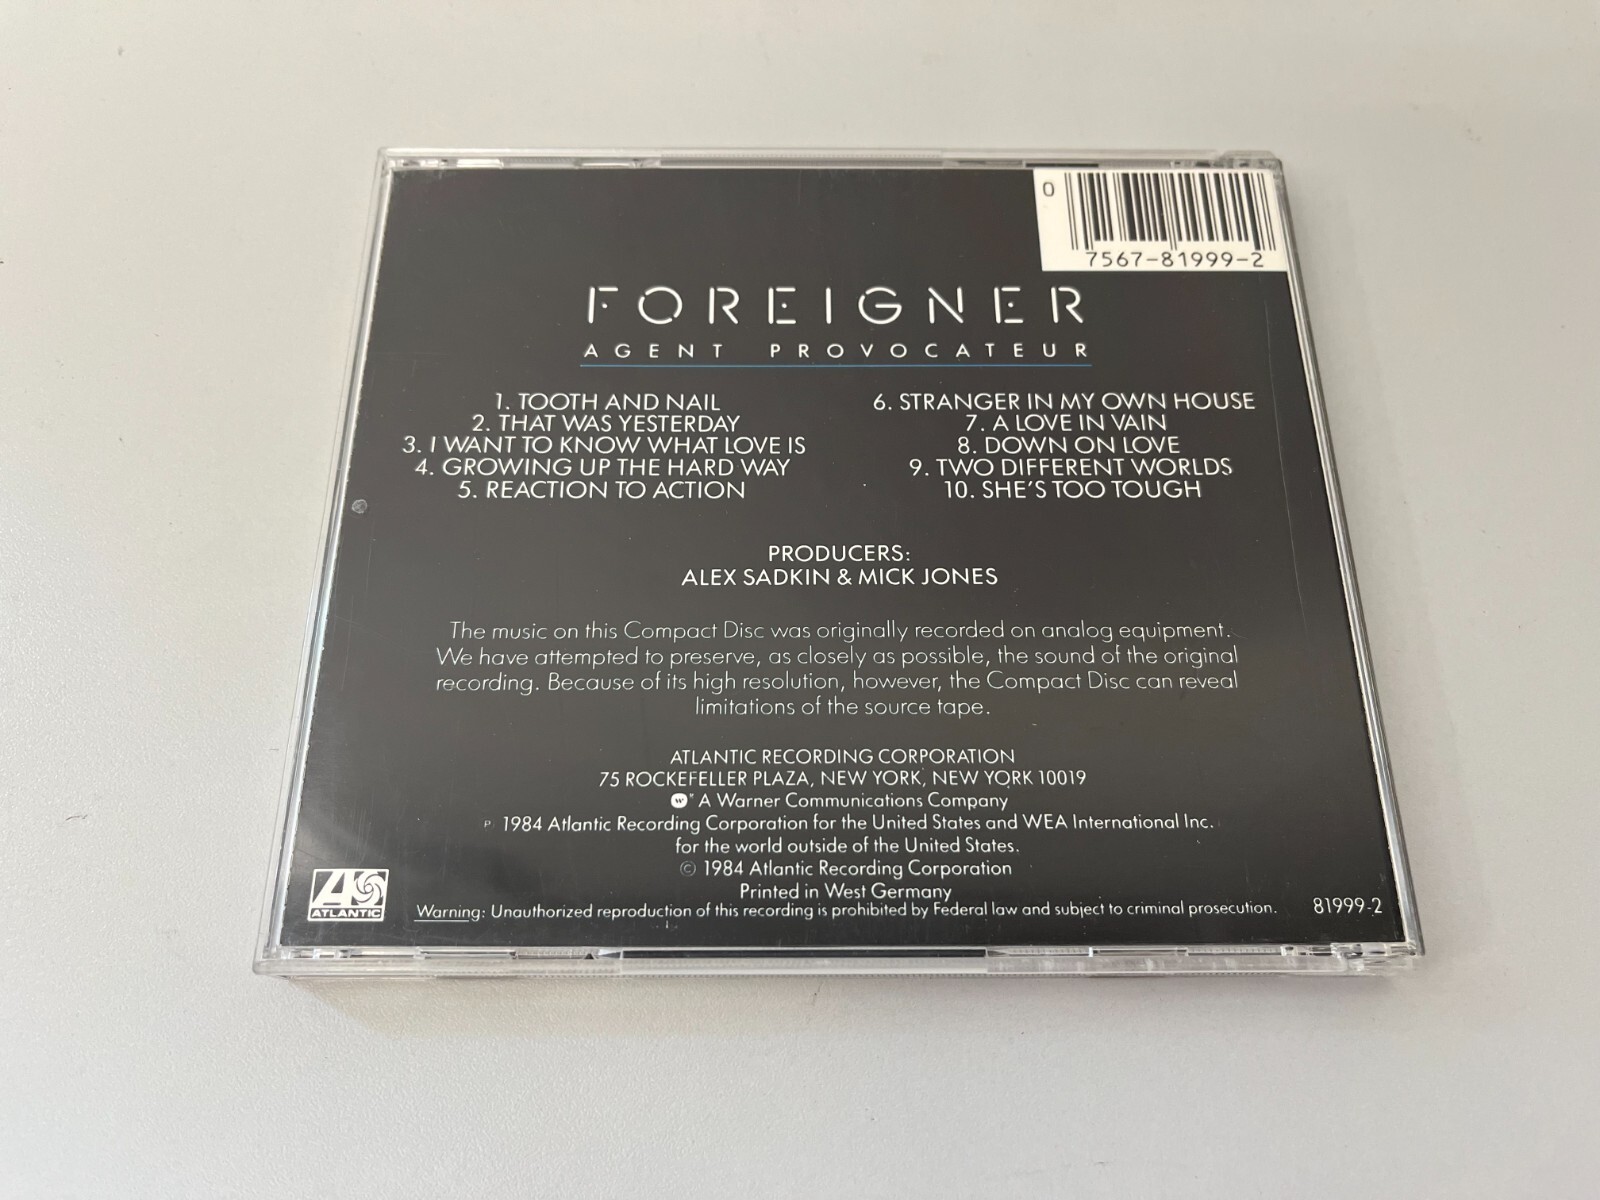 0
7567-81999-2
FOREIGNER
AGENT PROVOCATEUR
1. TOOTH AND NAIL
2. THAT WAS YESTERDAY
3. I WANT TO KNOW WHAT LOVE IS
4. GROWING UP THE HARD WAY
5. REACTION TO ACTION
6. STRANGER IN MY OWN HOUSE
7. A LOVE IN VAIN
8. DOWN ON LOVE
9. TWO DIFFERENT WORLDS
10. SHE'S TOO TOUGH
PRODUCERS:
ALEX SADKIN & MICK JONES
The music on this Compact Disc was originally recorded on analog equipment.
We have attempted to preserve, as closely as possible, the sound of the original
recording. Because of its high resolution, however, the Compact Disc can reveal
limitations of the source tape.
ATLANTIC RECORDING CORPORATION
75 ROCKEFELLER PLAZA, NEW YORK, NEW YORK 10019
W" A Warner Communications Company
℗ 1984 Atlantic Recording Corporation for the United States and WEA International Inc.
for the world outside of the United States.
© 1984 Atlantic Recording Corporation
Printed in West Germany
Warning: Unauthorized reproduction of this recording is prohibited by Federal law and subject to criminal prosecution.
81999-2
A
ATLANTIC